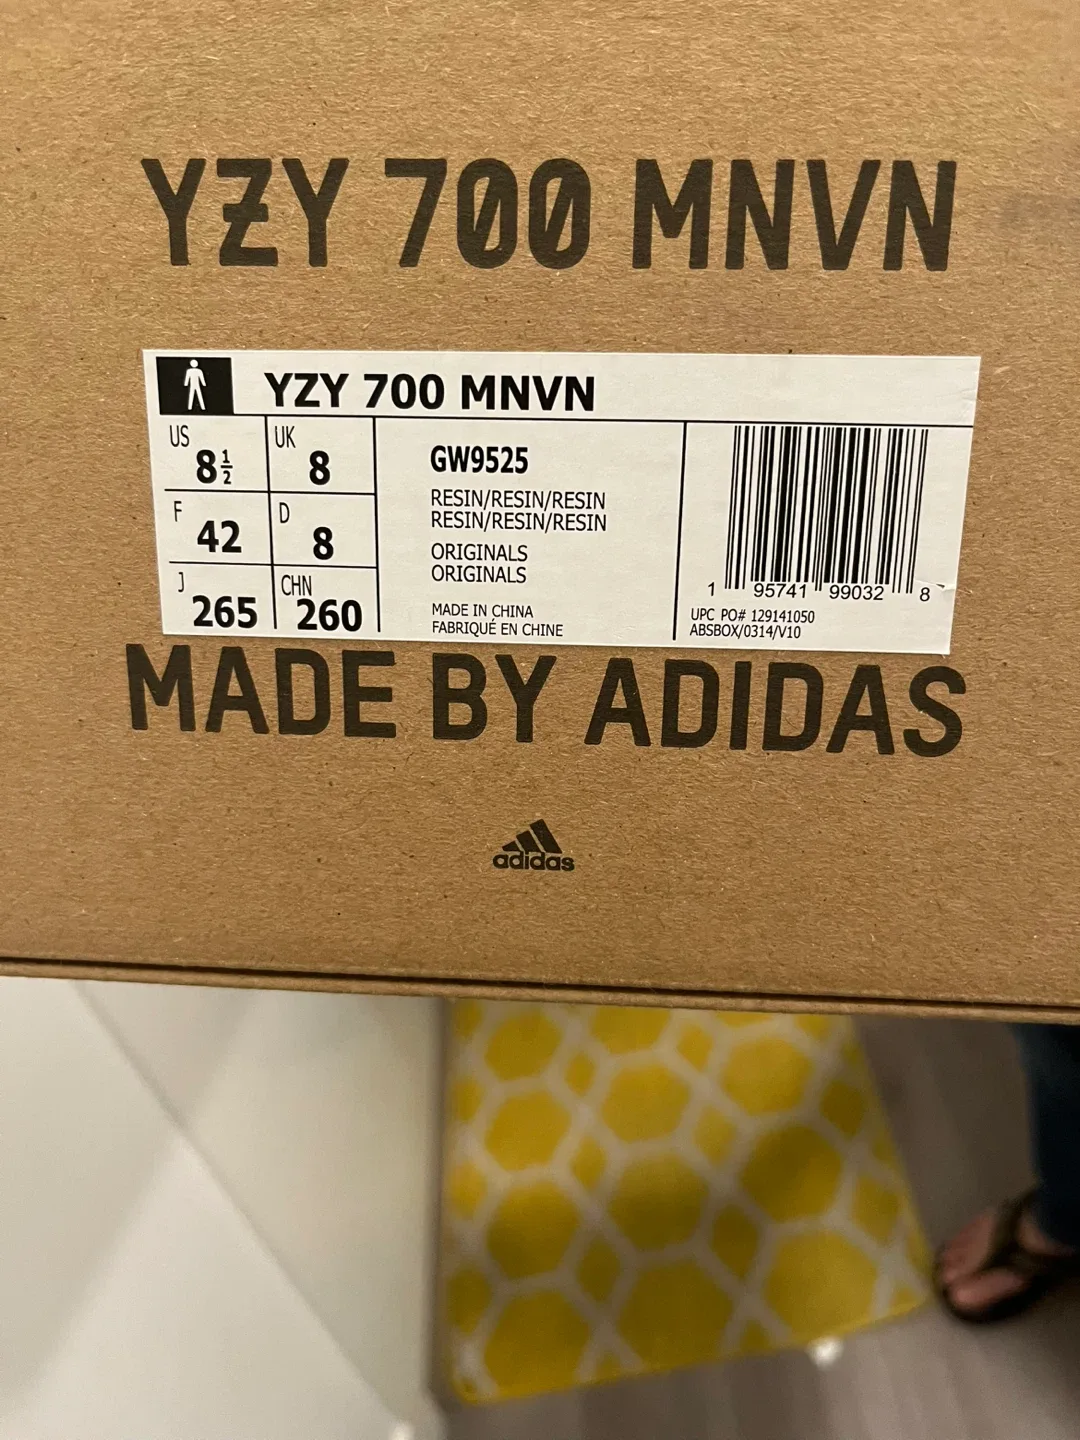 YZY 700 MNVN
YZY 700 MNVN
US 8½ UK 8
F 42 D 8
J 265 CHN 260
GW9525
RESIN/RESIN/RESIN
RESIN/RESIN/RESIN
ORIGINALS
ORIGINALS
MADE IN CHINA
FABRIQUÉ EN CHINE
1 95741 99032 8
UPC PO# 129141050
ABSBOX/0314/V10
MADE BY ADIDAS
adidas